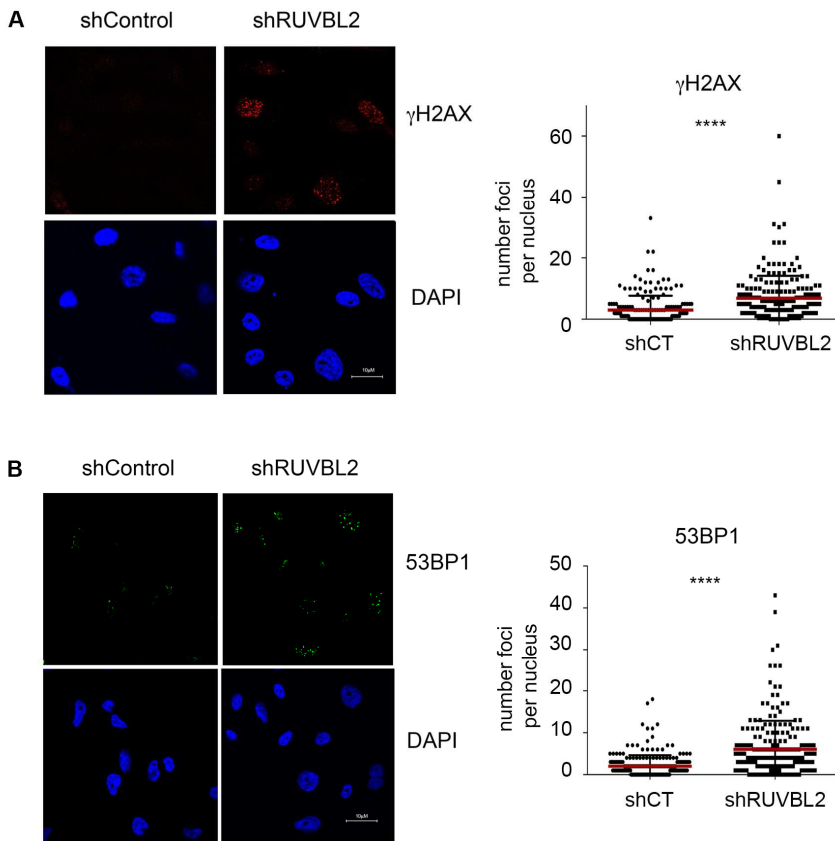 A
shControl shRUVBL2
γH2AX
DAPI
10μM
γH2AX
****
number foci
per nucleus
60
40
20
0
shCT shRUVBL2
B
shControl shRUVBL2
53BP1
DAPI
10μM
53BP1
****
number foci
per nucleus
50
40
30
20
10
0
shCT shRUVBL2